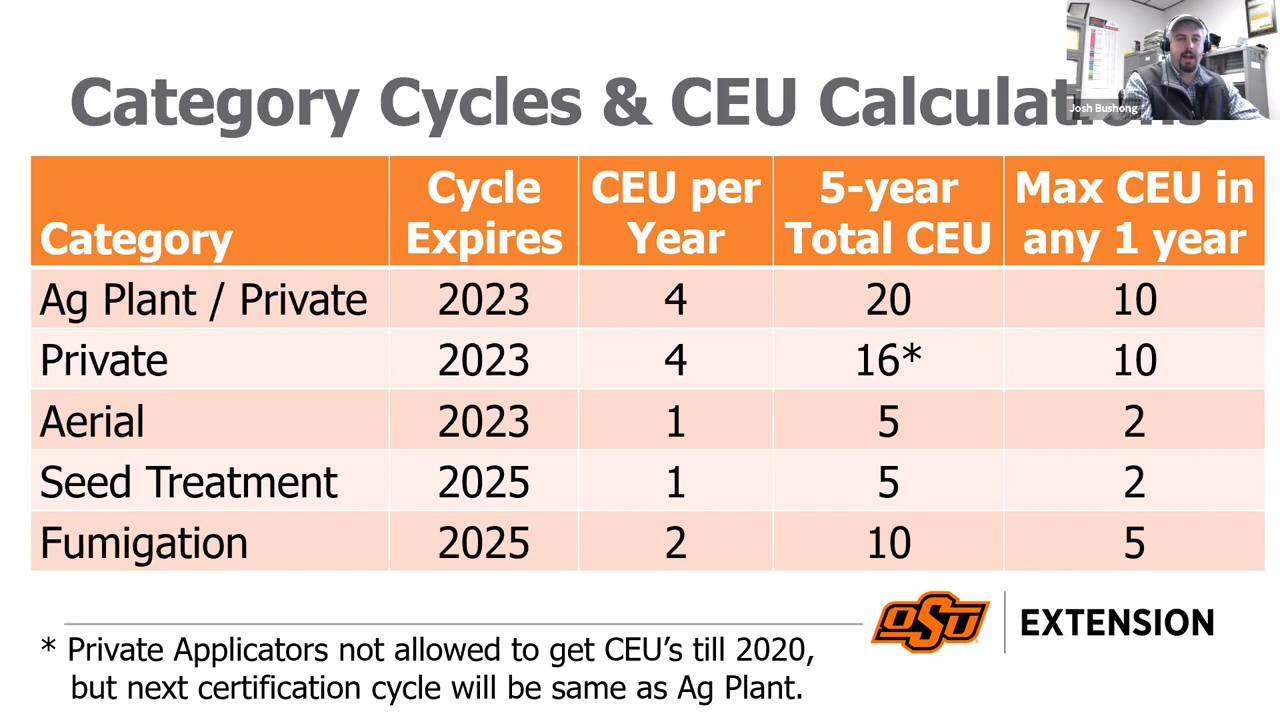 Category Cycles & CEU Calculations
Josh Bushong
Category
Cycle Expires
CEU per Year
5-year Total CEU
Max CEU in any 1 year
Ag Plant / Private 2023 4 20 10
Private 2023 4 16* 10
Aerial 2023 1 5 2
Seed Treatment 2025 1 5 2
Fumigation 2025 2 10 5
OSU EXTENSION
* Private Applicators not allowed to get CEU's till 2020,
but next certification cycle will be same as Ag Plant.